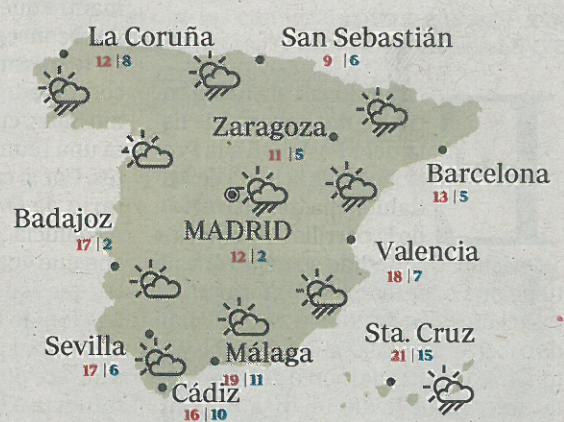 La Coruña
12 | 8
San Sebastián
9 | 6
Zaragoza
11 | 5
Barcelona
13 | 5
MADRID
12 | 2
Badajoz
17 | 2
Valencia
18 | 7
Sevilla
17 | 6
Málaga
19 | 11
Cádiz
16 | 10
Sta. Cruz
21 | 15